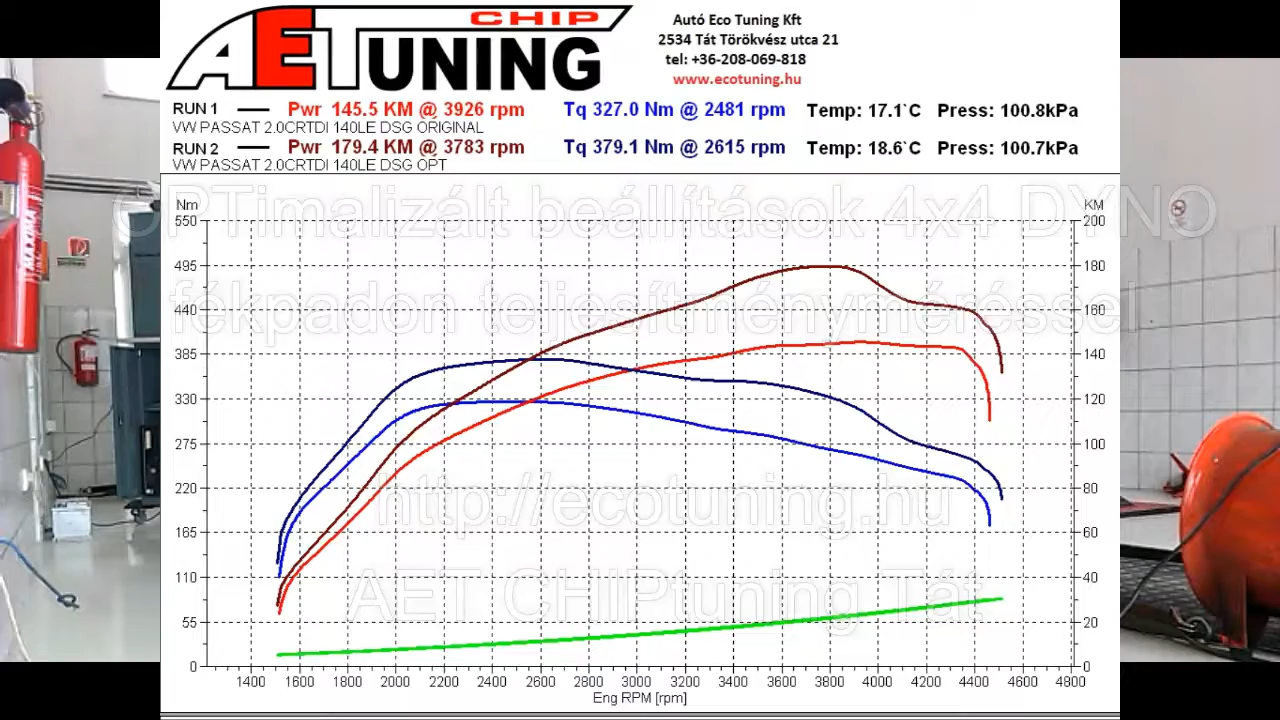 CHIP
AETUNING
Autó Eco Tuning Kft
2534 Tát Törökvész utca 21
tel: +36-208-069-818
www.ecotuning.hu
RUN 1 Pwr 145.5 KM @ 3926 rpm Tq 327.0 Nm @ 2481 rpm Temp: 17.1`C Press: 100.8kPa
VW PASSAT 2.0CRTDI 140LE DSG ORIGINAL
RUN 2 Pwr 179.4 KM @ 3783 rpm Tq 379.1 Nm @ 2615 rpm Temp: 18.6`C Press: 100.7kPa
VW PASSAT 2.0CRTDI 140LE DSG OPT
OPTimalizált beállítások 4x4 DYNO
fékpadon teljesítményméréssel
http://ecotuning.hu
AET CHIPtuning Tát
Nm KM
550 200
495 180
440 160
385 140
330 120
275 100
220 80
165 60
110 40
55 20
0 0
1400 1600 1800 2000 2200 2400 2600 2800 3000 3200 3400 3600 3800 4000 4200 4400 4600 4800
Eng RPM [rpm]
MAXIMA